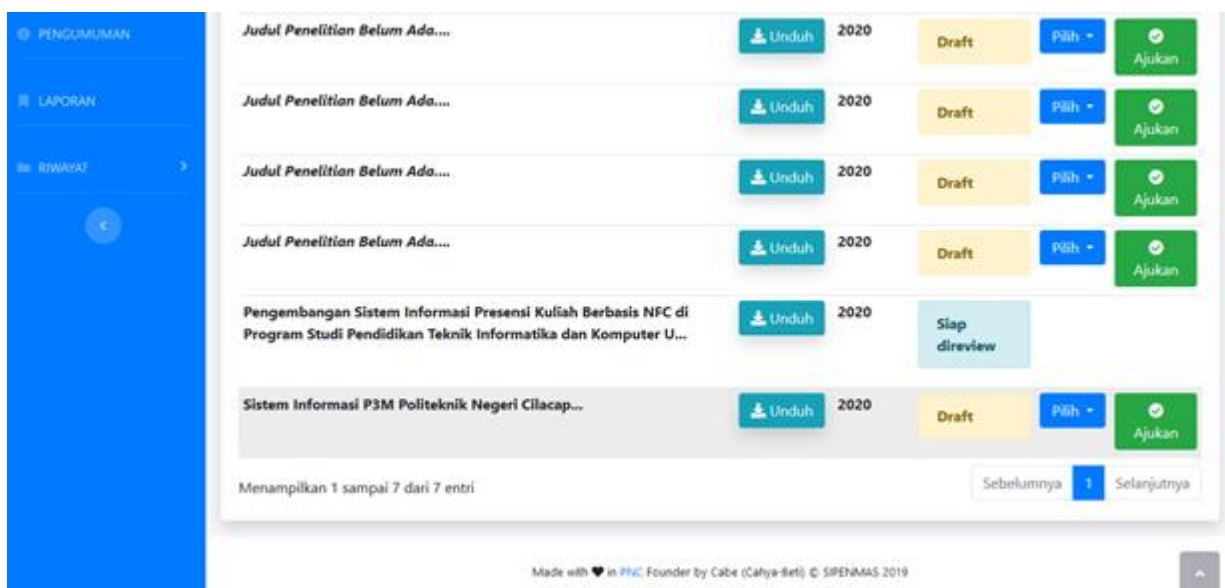 PENGUMUMAN
LAPORAN
RIWAYAT
Judul Penelitian Belum Ada.... Unduh 2020 Draft Pilih Ajukan
Judul Penelitian Belum Ada.... Unduh 2020 Draft Pilih Ajukan
Judul Penelitian Belum Ada.... Unduh 2020 Draft Pilih Ajukan
Judul Penelitian Belum Ada.... Unduh 2020 Draft Pilih Ajukan
Pengembangan Sistem Informasi Presensi Kuliah Berbasis NFC di
Program Studi Pendidikan Teknik Informatika dan Komputer U...
Unduh 2020
Siap
direview
Sistem Informasi P3M Politeknik Negeri Cilacap... Unduh 2020 Draft Pilih Ajukan
Menampilkan 1 sampai 7 dari 7 entri
Sebelumnya 1 Selanjutnya
Made with ♥ in PNC Founder by Cabe (Cahya-Beti) © SIPENMAS 2019